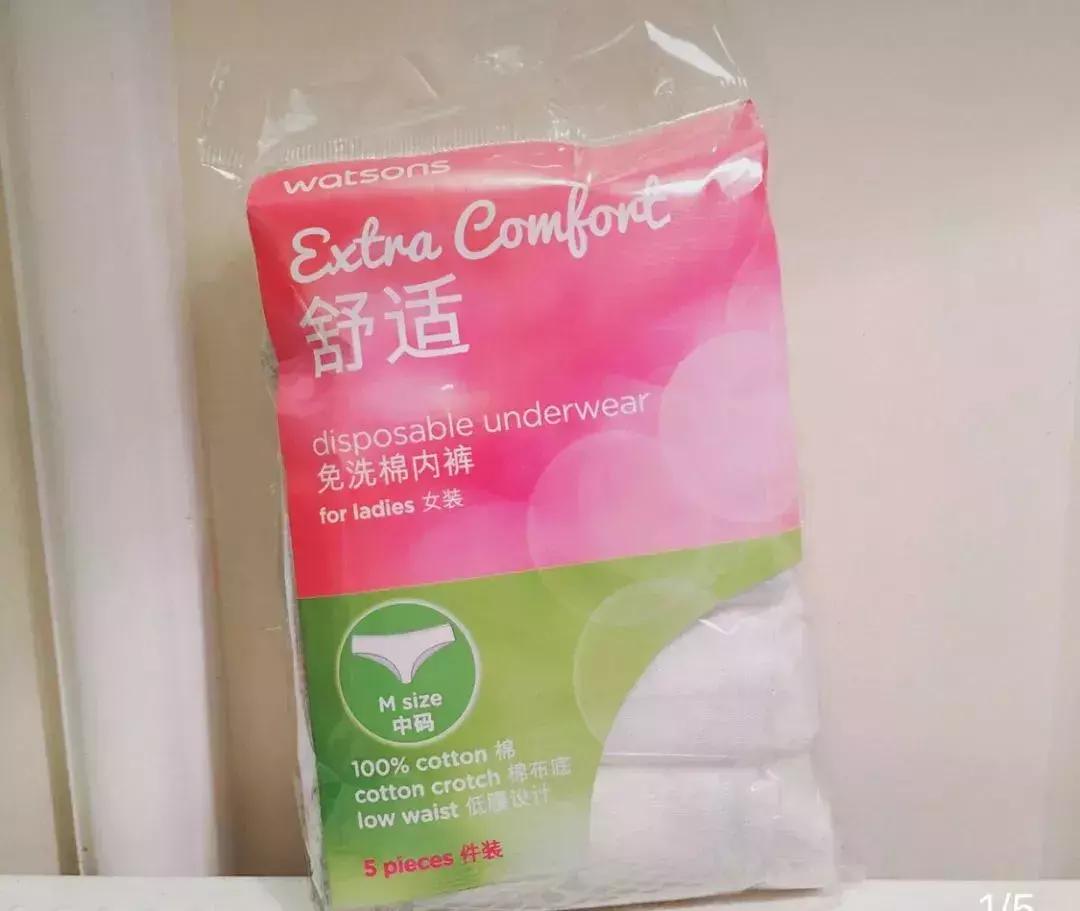 watsons
Extra Comfort
舒适
disposable underwear
免洗棉内裤
for ladies 女装
M size
中码
100% cotton 棉
cotton crotch 棉布底
low waist 低腰设计
5 pieces 件装
1/5